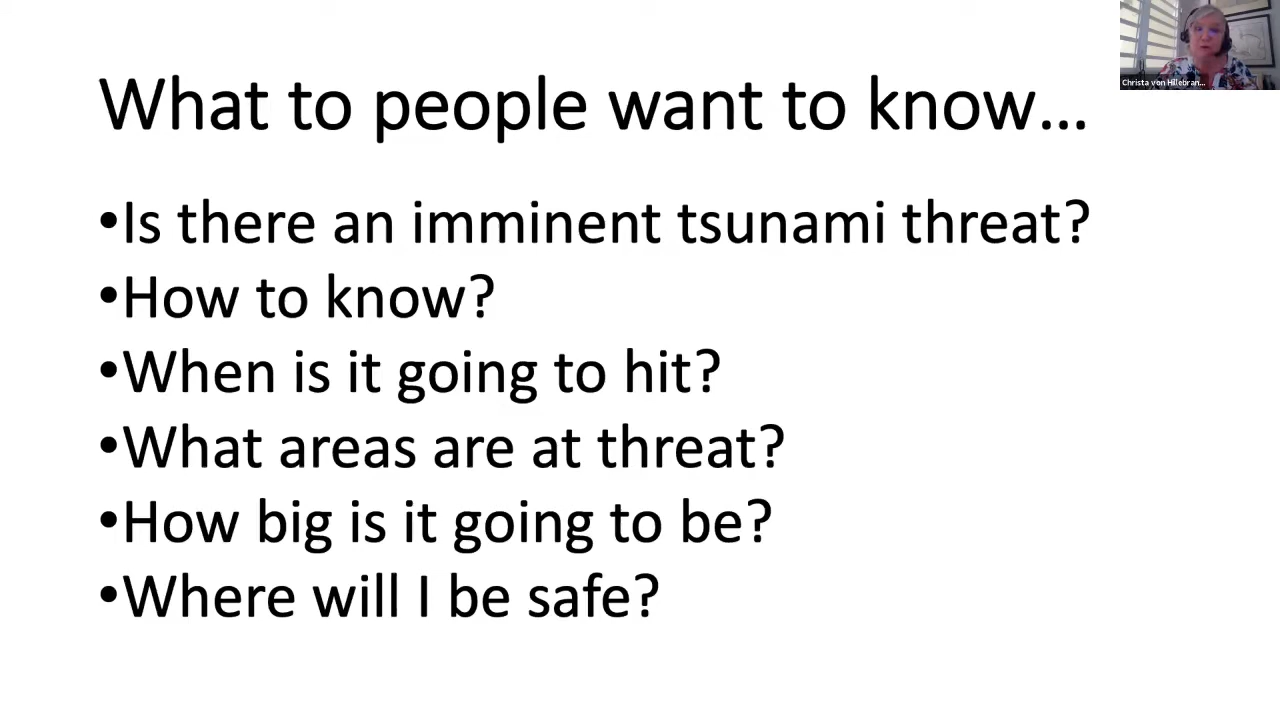 Christa von Hillebran...
What to people want to know...
•Is there an imminent tsunami threat?
•How to know?
•When is it going to hit?
•What areas are at threat?
•How big is it going to be?
•Where will I be safe?